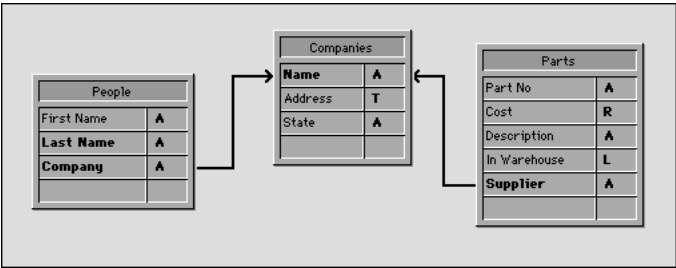 People
First Name A
Last Name A
Company A
Companies
Name A
Address T
State A
Parts
Part No A
Cost R
Description A
In Warehouse L
Supplier A